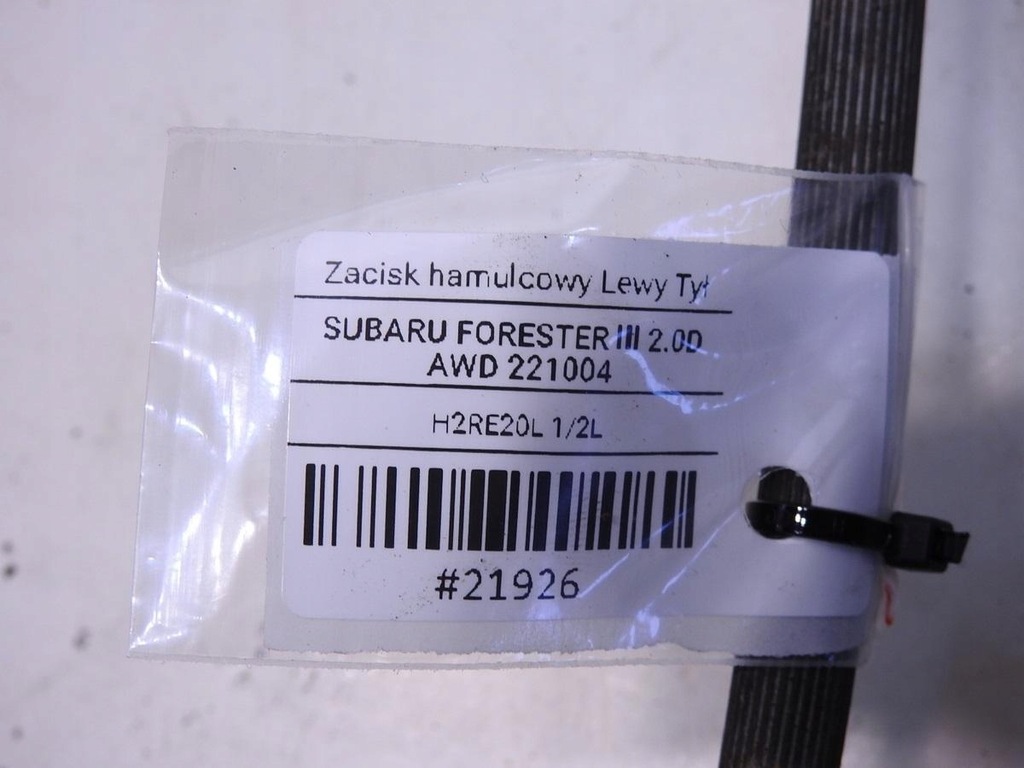 Zacisk hamulcowy Lewy Tył
SUBARU FORESTER III 2.0D
AWD 221004
H2RE20L 1/2L
#21926